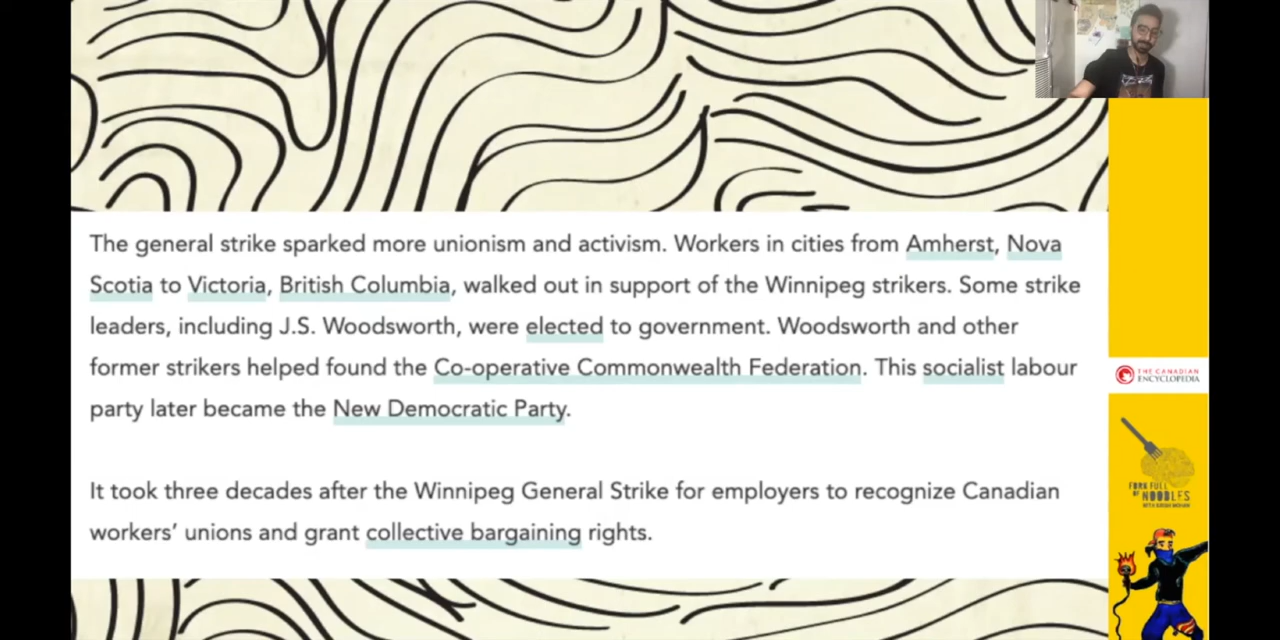 The general strike sparked more unionism and activism. Workers in cities from Amherst, Nova
Scotia to Victoria, British Columbia, walked out in support of the Winnipeg strikers. Some strike
leaders, including J.S. Woodsworth, were elected to government. Woodsworth and other
former strikers helped found the Co-operative Commonwealth Federation. This socialist labour
party later became the New Democratic Party.
It took three decades after the Winnipeg General Strike for employers to recognize Canadian
workers’ unions and grant collective bargaining rights.
THE CANADIAN
ENCYCLOPEDIA
FORK FULL
OF NOODLES